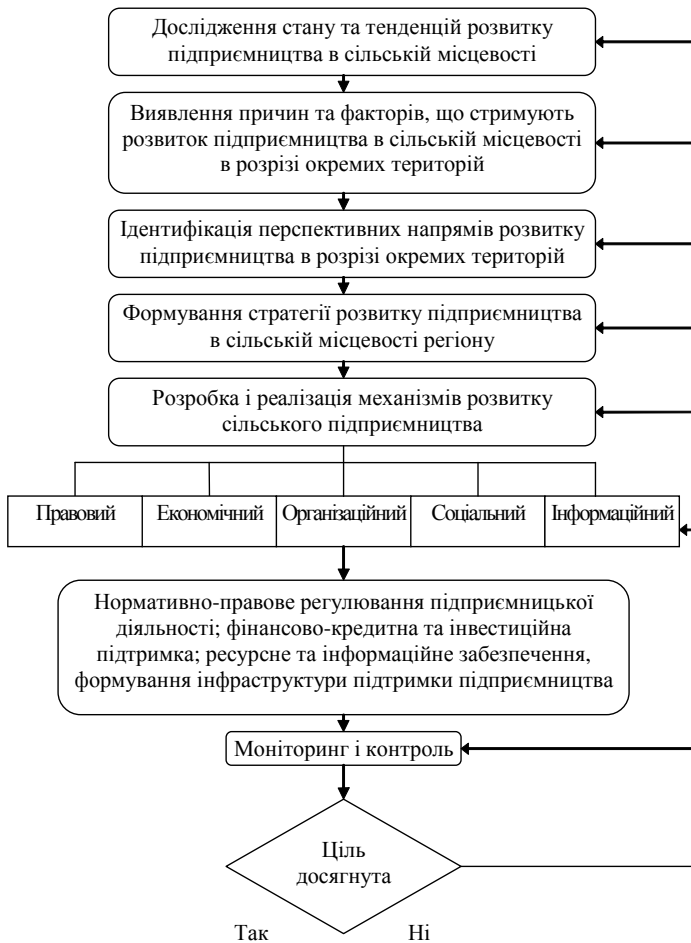 Дослідження стану та тенденцій розвитку
підприємництва в сільській місцевості
Виявлення причин та факторів, що стримують
розвиток підприємництва в сільській місцевості
в розрізі окремих територій
Ідентифікація перспективних напрямів розвитку
підприємництва в розрізі окремих територій
Формування стратегії розвитку підприємництва
в сільській місцевості регіону
Розробка і реалізація механізмів розвитку
сільського підприємництва
Правовий Економічний Організаційний Соціальний Інформаційний
Нормативно-правове регулювання підприємницької
діяльності; фінансово-кредитна та інвестиційна
підтримка; ресурсне та інформаційне забезпечення,
формування інфраструктури підтримки підприємництва
Моніторинг і контроль
Ціль
досягнута
Так Ні